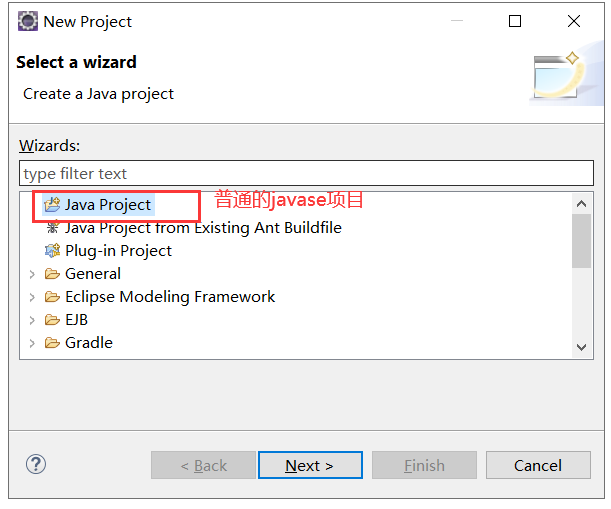 New Project
Select a wizard
Create a Java project
Wizards:
type filter text
Java Project 普通的javase项目
Java Project from Existing Ant Buildfile
Plug-in Project
General
Eclipse Modeling Framework
EJB
Gradle
? < Back Next > Finish Cancel